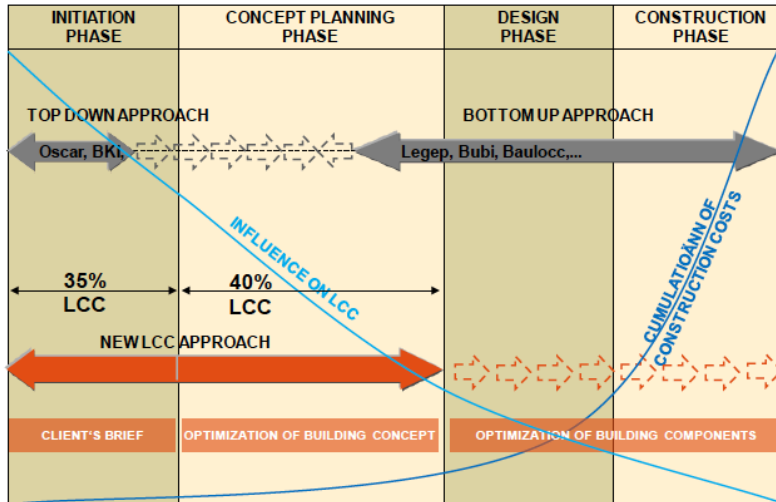 INITIATION
PHASE
CONCEPT PLANNING
PHASE
DESIGN
PHASE
CONSTRUCTION
PHASE
TOP DOWN APPROACH
BOTTOM UP APPROACH
Oscar, BKI,
Legep, Bubi, Baulocc,...
INFLUENCE ON LCC
CUMULATIOÄNN OF
CONSTRUCTION COSTS
35%
LCC
40%
LCC
NEW LCC APPROACH
CLIENT'S BRIEF
OPTIMIZATION OF BUILDING CONCEPT
OPTIMIZATION OF BUILDING COMPONENTS